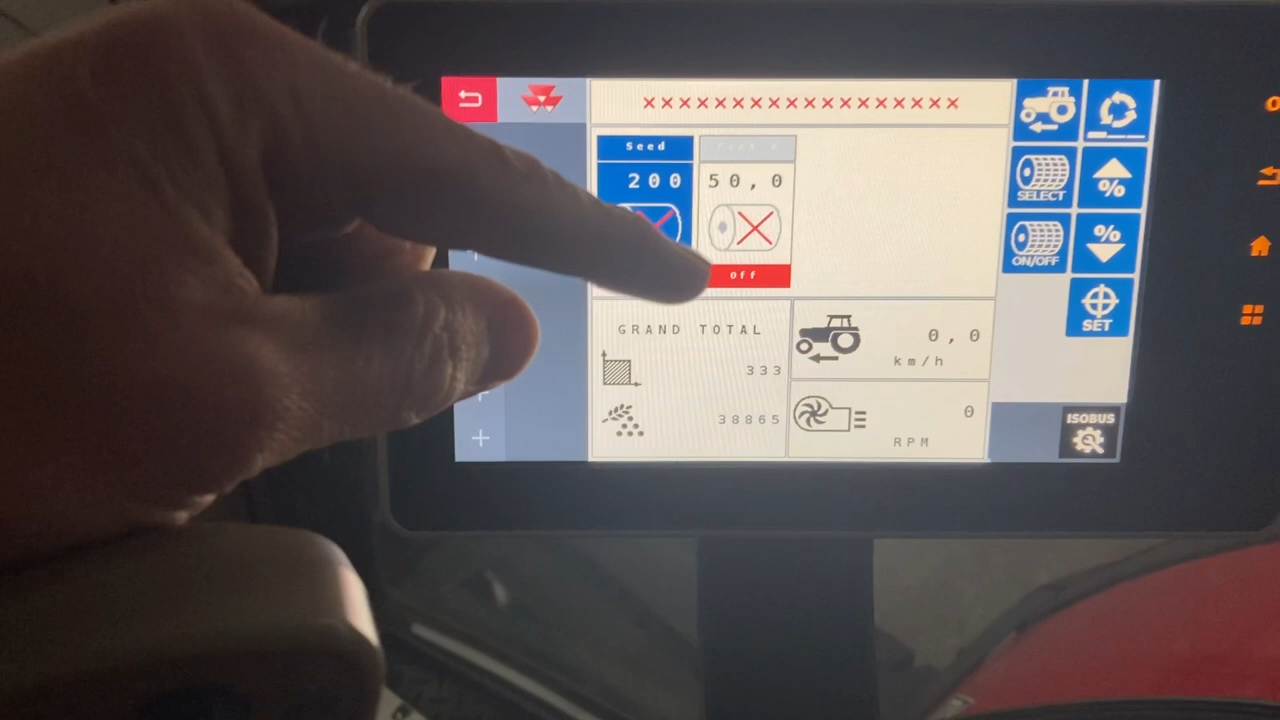 ××××××××××××××××××
Seed
200
50,0
Off
SELECT
%
ON/OFF
%
SET
GRAND TOTAL
333
38865
0,0
km/h
0
RPM
ISOBUS